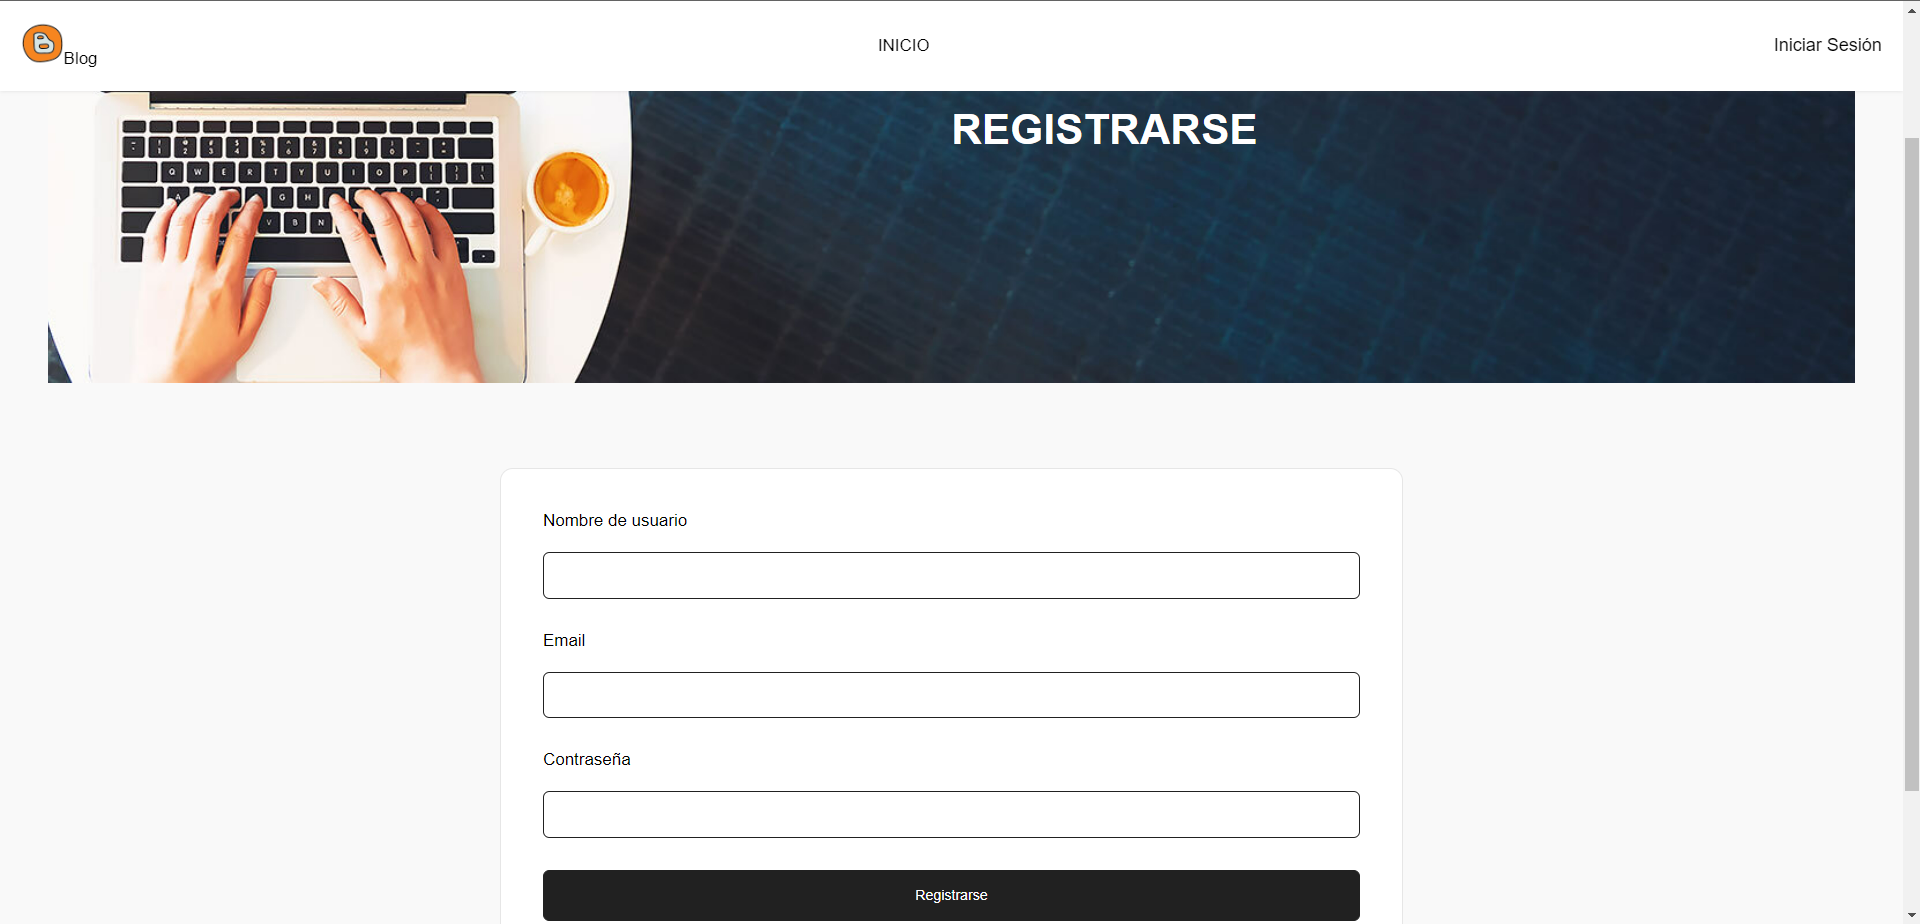 Blog
INICIO
Iniciar Sesión
REGISTRARSE
Q W E R T Y U I O P
A G H
V B N
Nombre de usuario
Email
Contraseña
Registrarse